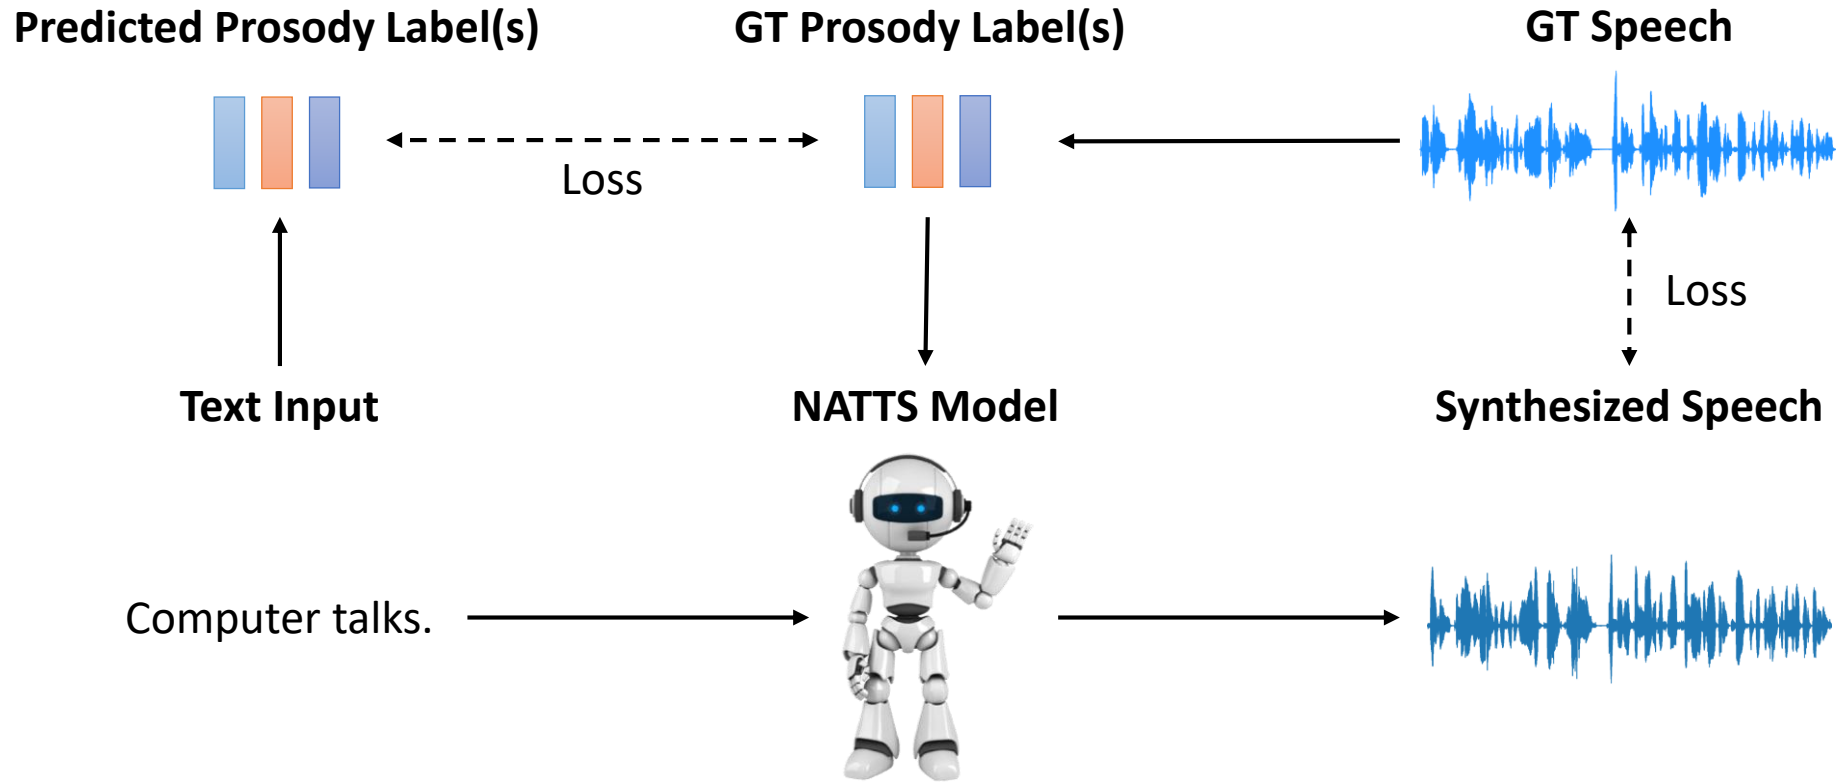 Predicted Prosody Label(s)
GT Prosody Label(s)
GT Speech
Loss
Loss
Text Input
NATTS Model
Synthesized Speech
Computer talks.